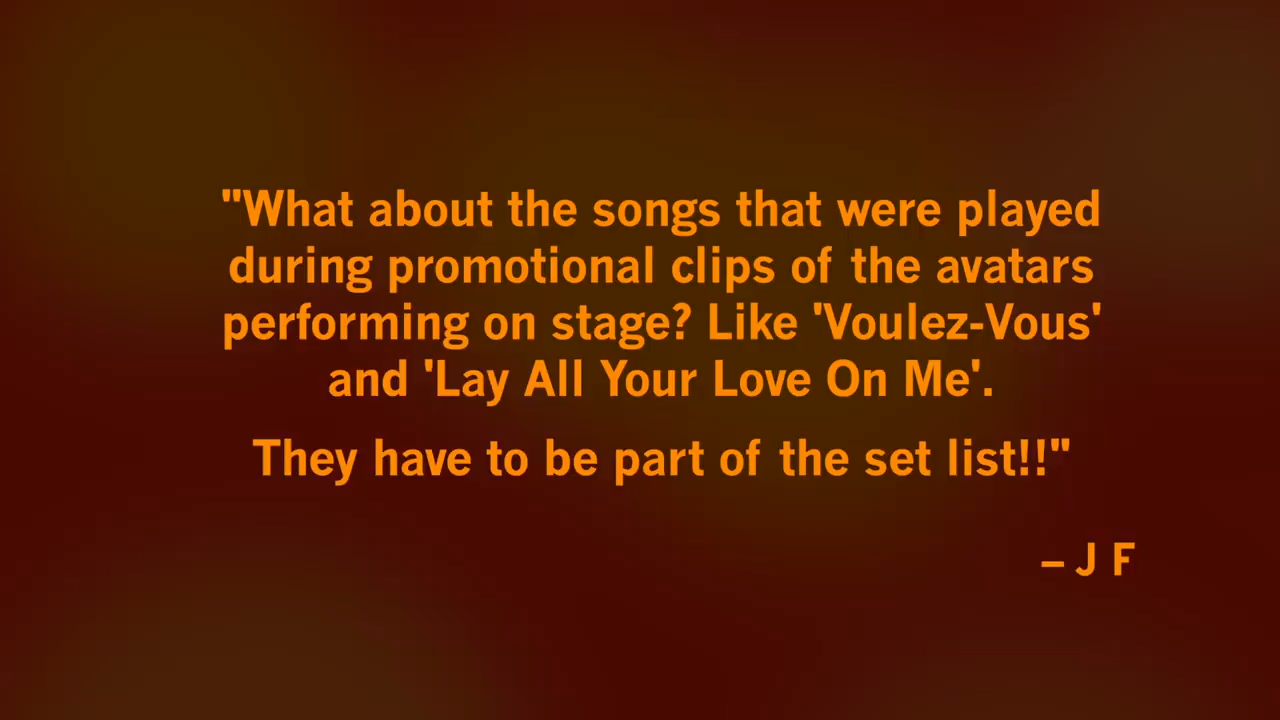 "What about the songs that were played
during promotional clips of the avatars
performing on stage? Like 'Voulez-Vous'
and 'Lay All Your Love On Me'.
They have to be part of the set list!!"
– J F